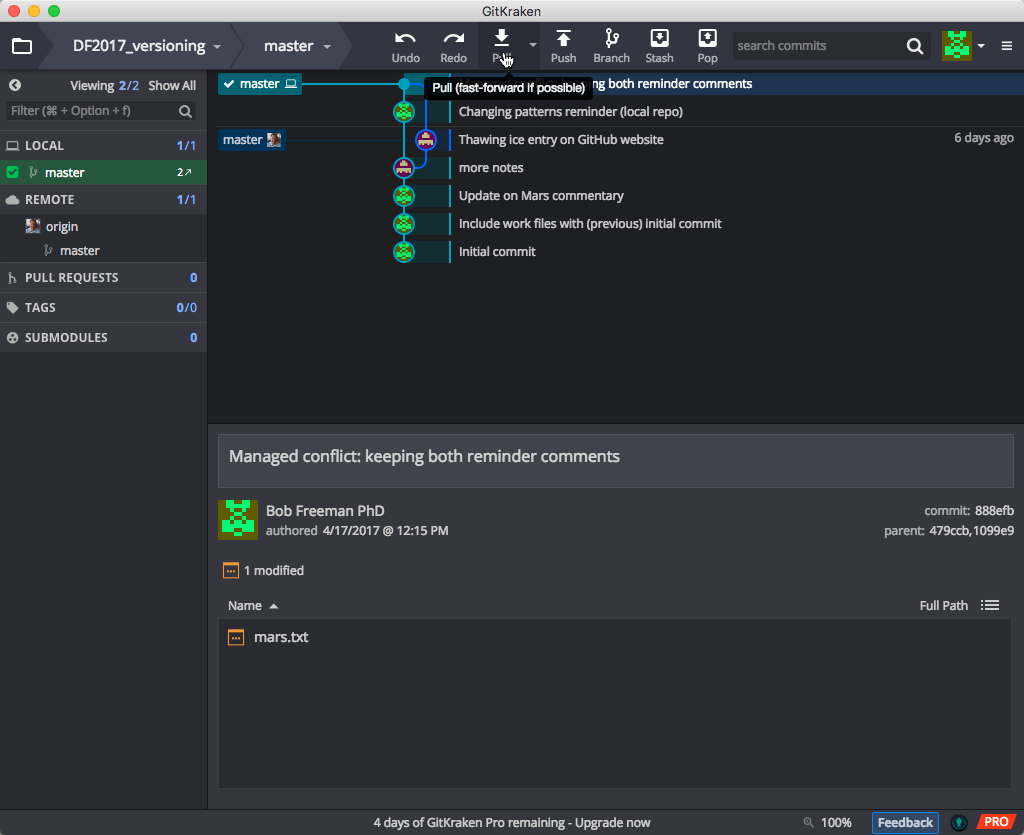 GitKraken
DF2017_versioning
master
Undo
Redo
Push
Branch
Stash
Pop
search commits
Viewing 2/2 Show All
Filter (⌘ + Option + f)
LOCAL 1/1
master 2↗
REMOTE 1/1
origin
master
PULL REQUESTS 0
TAGS 0/0
SUBMODULES 0
master
Pull (fast-forward if possible)
both reminder comments
Changing patterns reminder (local repo)
master
Thawing ice entry on GitHub website
6 days ago
more notes
Update on Mars commentary
Include work files with (previous) initial commit
Initial commit
Managed conflict: keeping both reminder comments
Bob Freeman PhD
authored 4/17/2017 @ 12:15 PM
commit: 888efb
parent: 479ccb,1099e9
1 modified
Name
Full Path
mars.txt
4 days of GitKraken Pro remaining - Upgrade now
100%
Feedback
PRO